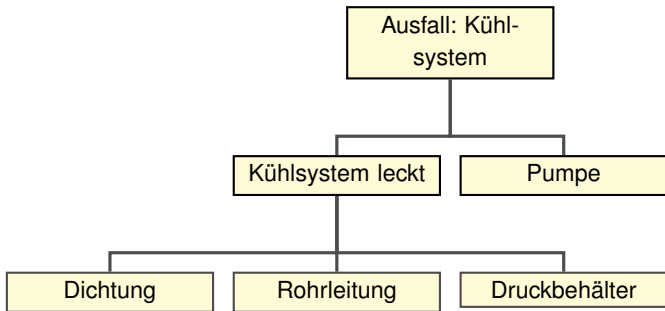 Ausfall: Kühl-
system
Kühlsystem leckt
Pumpe
Dichtung
Rohrleitung
Druckbehälter